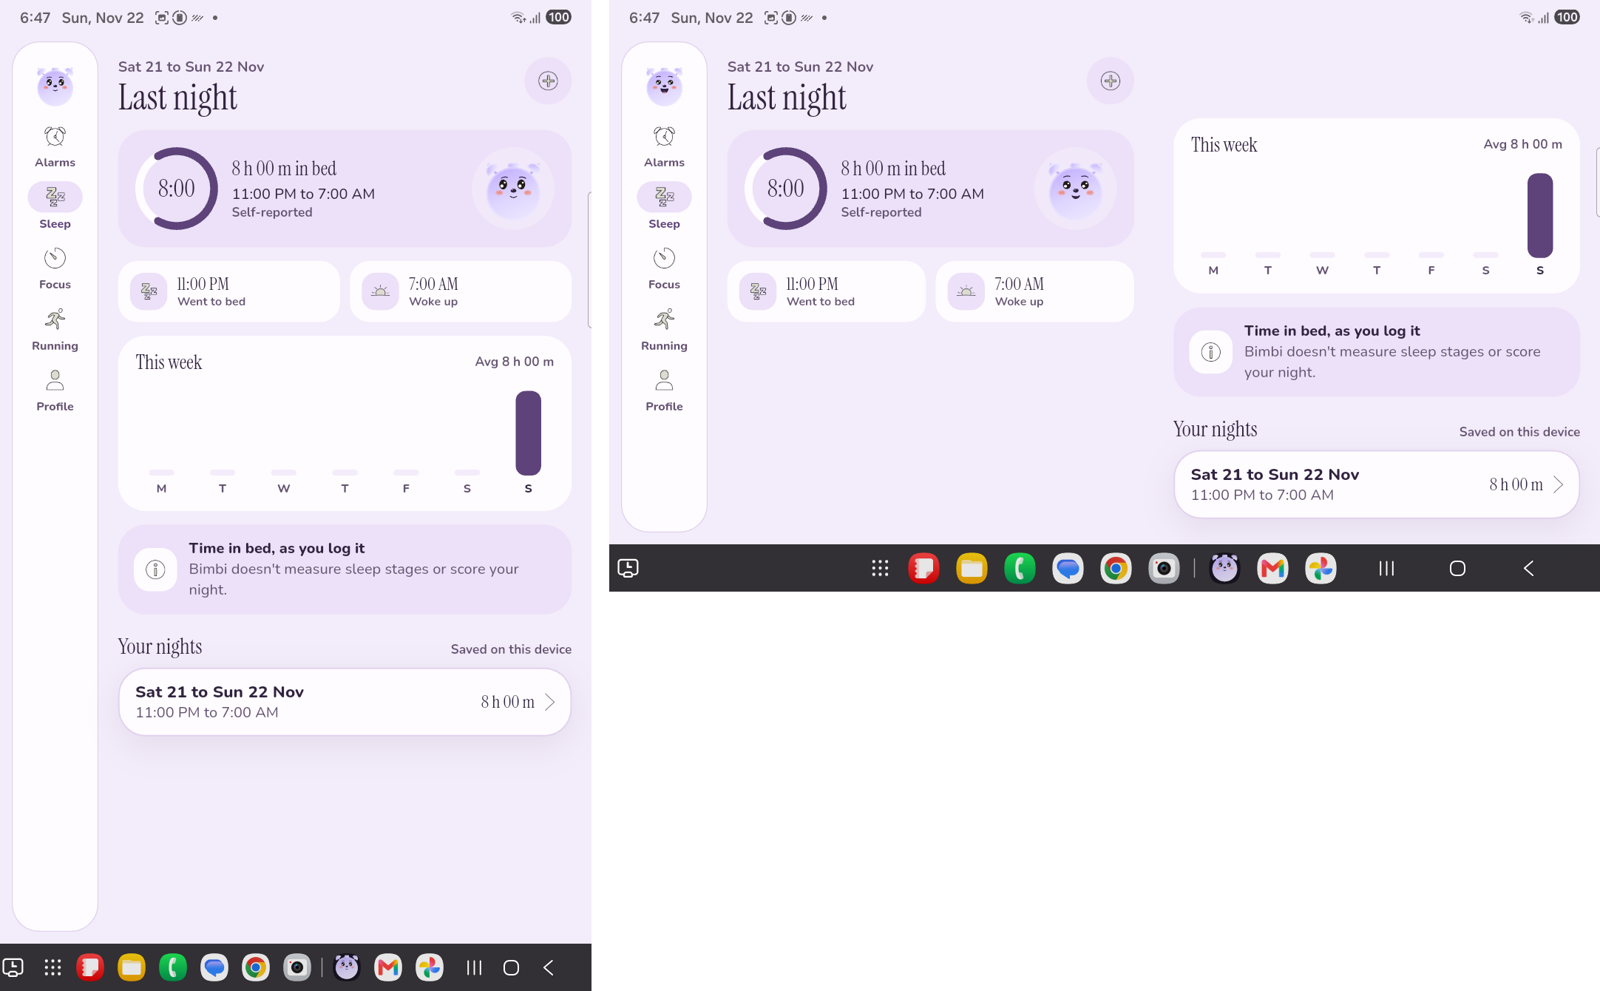 6:47 Sun, Nov 22
100
Alarms
Sleep
Focus
Running
Profile
Sat 21 to Sun 22 Nov
Last night
8:00
8 h 00 m in bed
11:00 PM to 7:00 AM
Self-reported
11:00 PM
Went to bed
7:00 AM
Woke up
This week
Avg 8 h 00 m
M T W T F S S
Time in bed, as you log it
Bimbi doesn't measure sleep stages or score your
night.
Your nights
Saved on this device
Sat 21 to Sun 22 Nov
11:00 PM to 7:00 AM
8 h 00 m
6:47 Sun, Nov 22
100
Alarms
Sleep
Focus
Running
Profile
Sat 21 to Sun 22 Nov
Last night
8:00
8 h 00 m in bed
11:00 PM to 7:00 AM
Self-reported
11:00 PM
Went to bed
7:00 AM
Woke up
This week
Avg 8 h 00 m
M T W T F S S
Time in bed, as you log it
Bimbi doesn't measure sleep stages or score
your night.
Your nights
Saved on this device
Sat 21 to Sun 22 Nov
11:00 PM to 7:00 AM
8 h 00 m